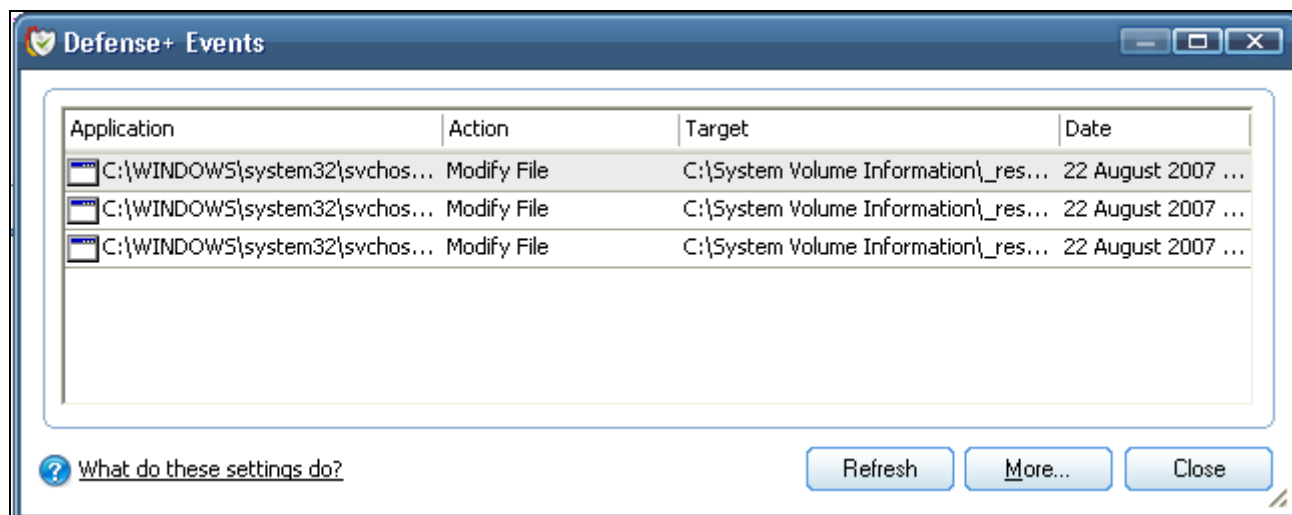 Defense+ Events
Application Action Target Date
C:\WINDOWS\system32\svchos... Modify File C:\System Volume Information\_res... 22 August 2007 ...
C:\WINDOWS\system32\svchos... Modify File C:\System Volume Information\_res... 22 August 2007 ...
C:\WINDOWS\system32\svchos... Modify File C:\System Volume Information\_res... 22 August 2007 ...
What do these settings do? Refresh More... Close